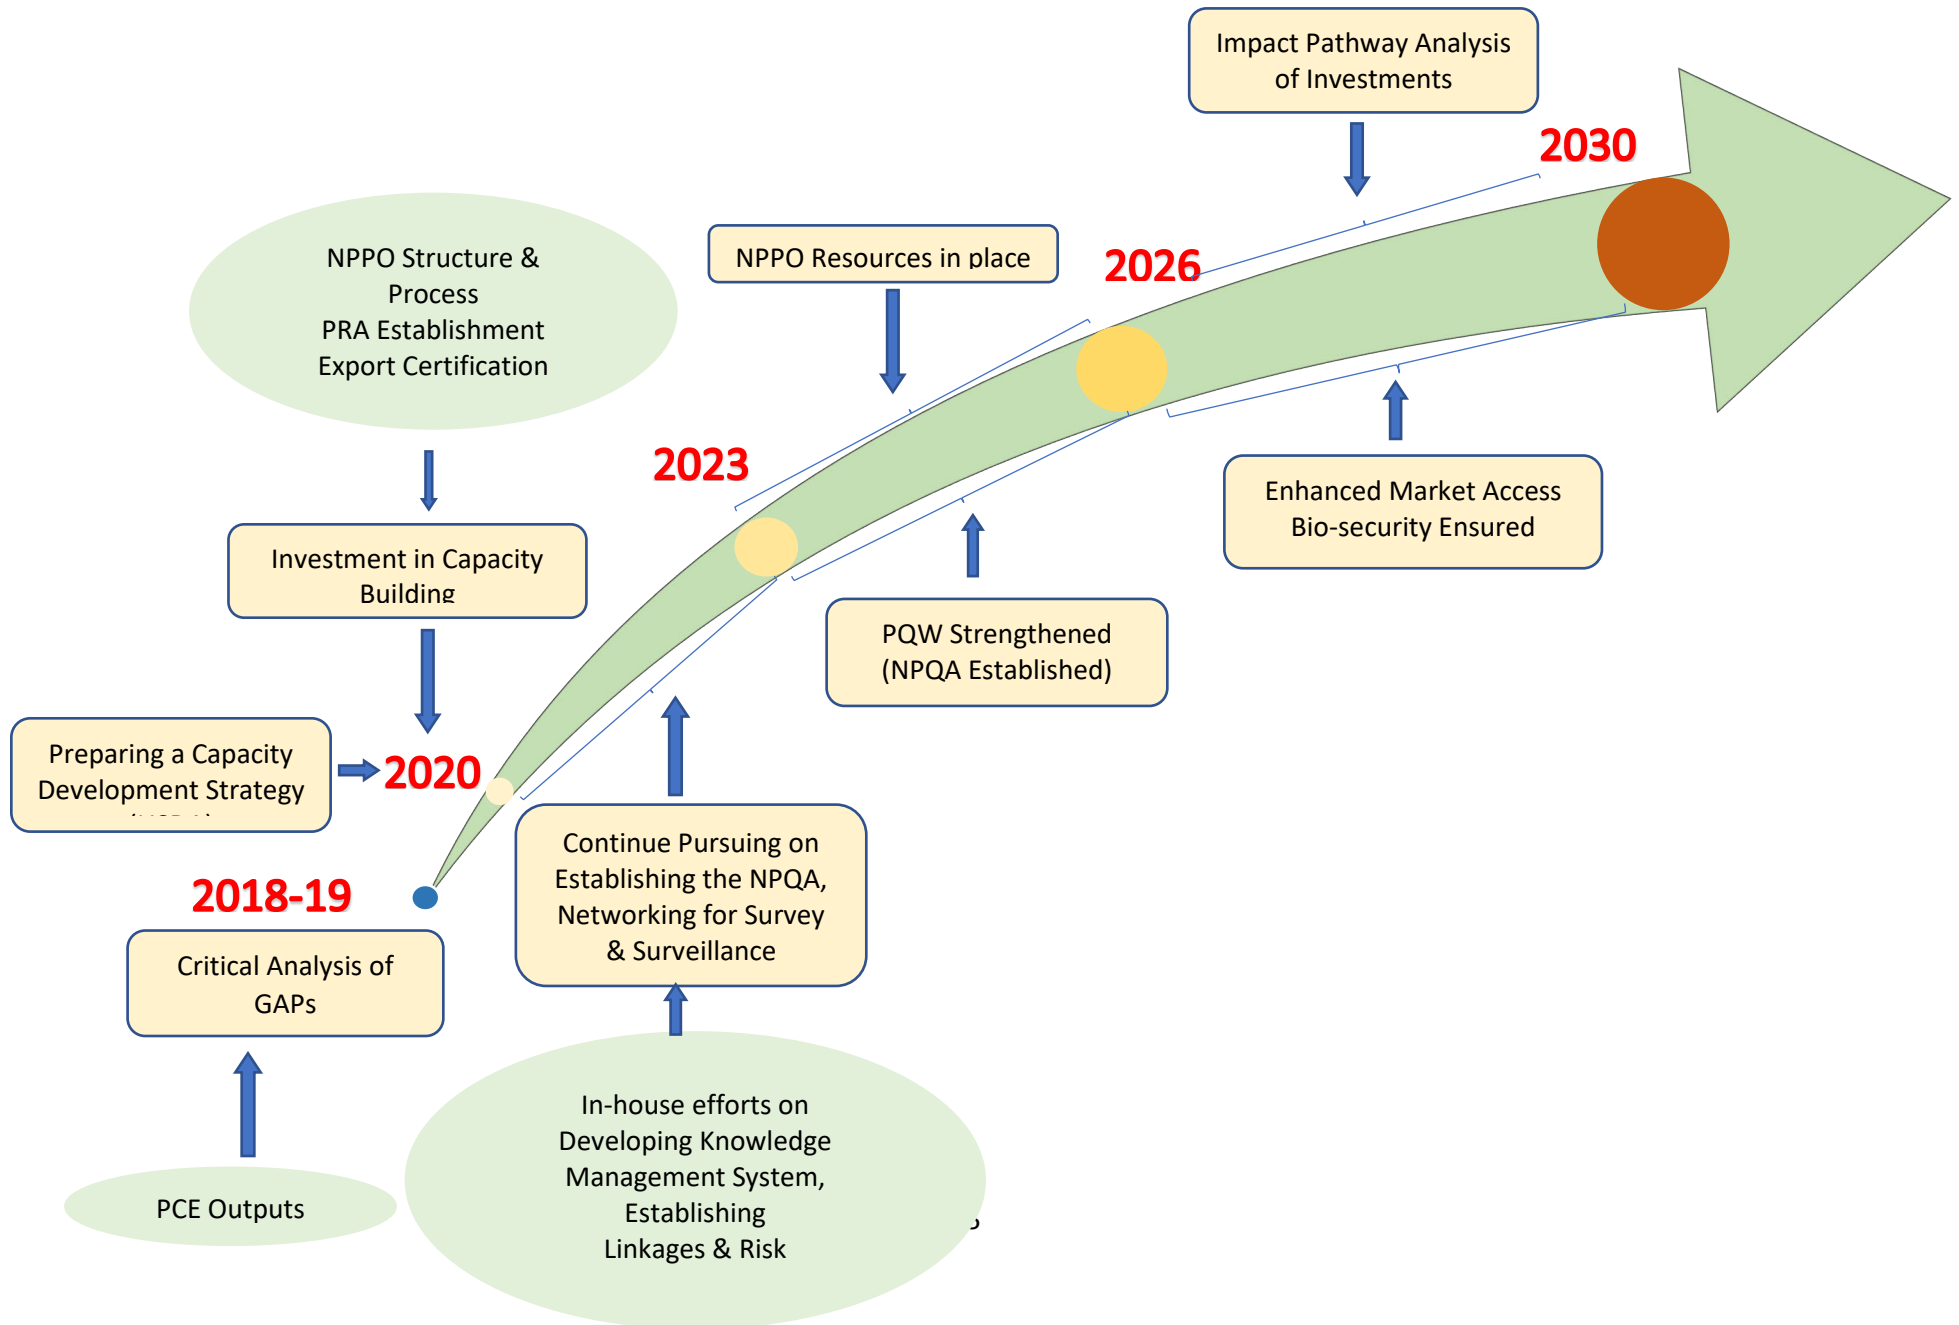 Impact Pathway Analysis
of Investments
2030
NPPO Structure &
Process
PRA Establishment
Export Certification
NPPO Resources in place
2026
2023
Enhanced Market Access
Bio-security Ensured
Investment in Capacity
Building
PQW Strengthened
(NPQA Established)
Preparing a Capacity
Development Strategy
2020
Continue Pursuing on
Establishing the NPQA,
Networking for Survey
& Surveillance
2018-19
Critical Analysis of
GAPs
In-house efforts on
Developing Knowledge
Management System,
Establishing
Linkages & Risk
PCE Outputs